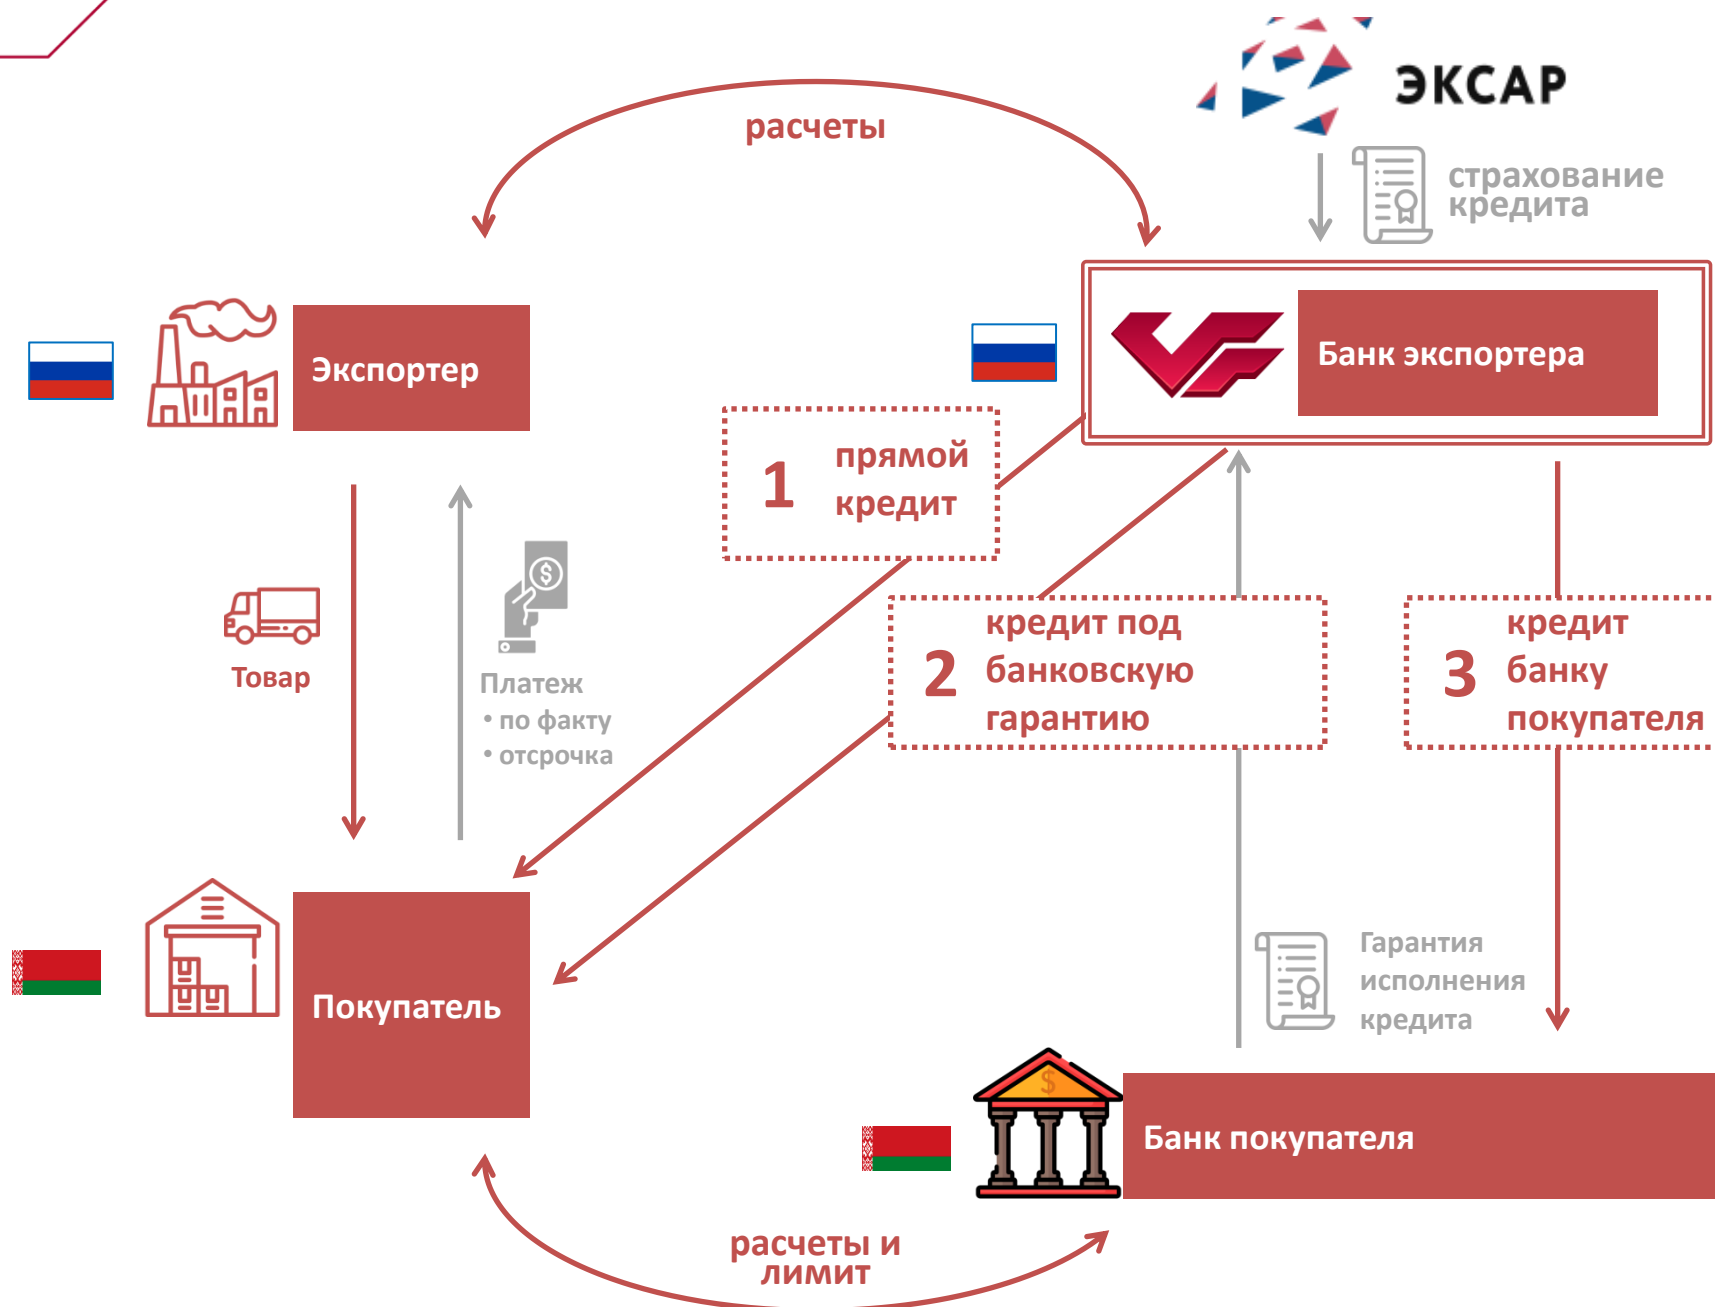 ЭКСАР
расчеты
страхование
кредита
Экспортер
Банк экспортера
1
прямой
кредит
Товар
Платеж
• по факту
• отсрочка
2
кредит под
банковскую
гарантию
3
кредит
банку
покупателя
Покупатель
Гарантия
исполнения
кредита
Банк покупателя
расчеты и
лимит